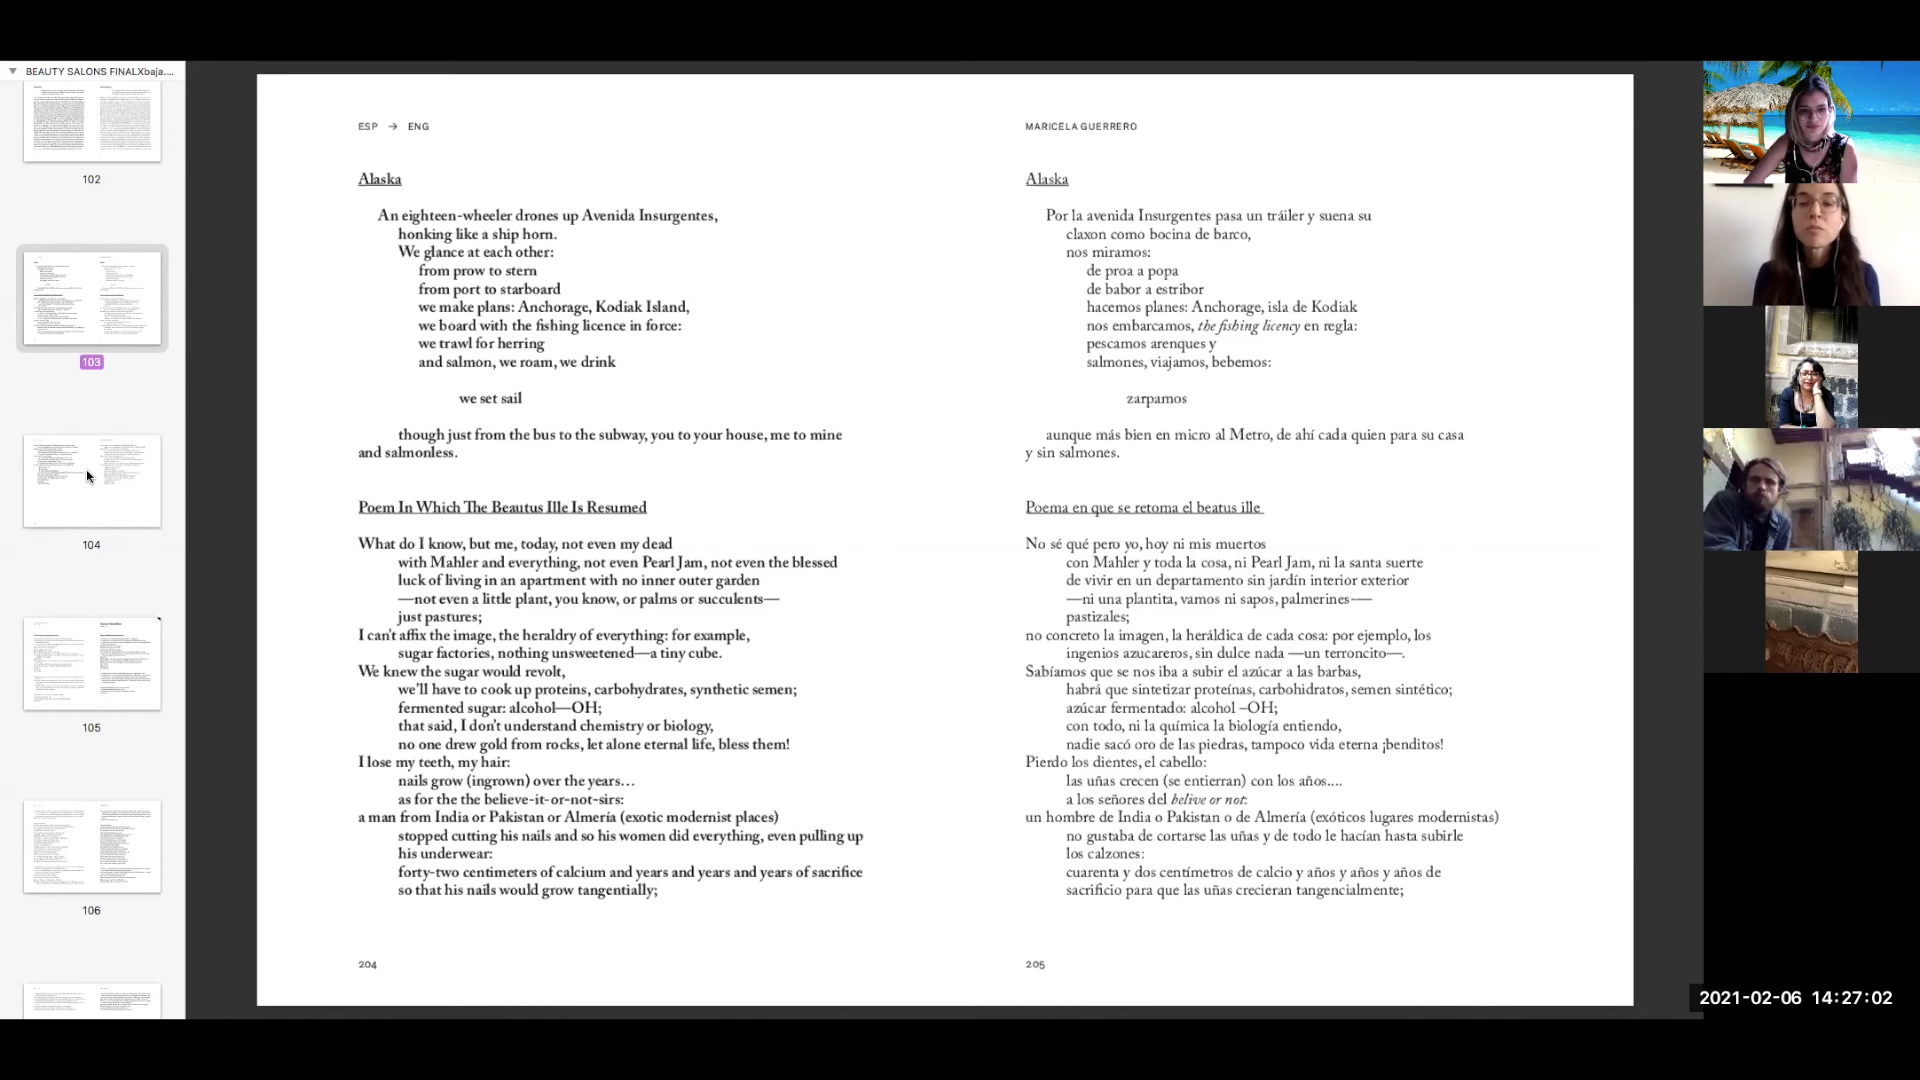 BEAUTY SALONS FINALXbaja....
102
103
104
105
106
ESP → ENG
Alaska
An eighteen-wheeler drones up Avenida Insurgentes,
honking like a ship horn.
We glance at each other:
from prow to stern
from port to starboard
we make plans: Anchorage, Kodiak Island,
we board with the fishing licence in force:
we trawl for herring
and salmon, we roam, we drink
we set sail
though just from the bus to the subway, you to your house, me to mine
and salmonless.
Poem In Which The Beautus Ille Is Resumed
What do I know, but me, today, not even my dead
with Mahler and everything, not even Pearl Jam, not even the blessed
luck of living in an apartment with no inner outer garden
—not even a little plant, you know, or palms or succulents—
just pastures;
I can't affix the image, the heraldry of everything: for example,
sugar factories, nothing unsweetened—a tiny cube.
We knew the sugar would revolt,
we'll have to cook up proteins, carbohydrates, synthetic semen;
fermented sugar: alcohol—OH;
that said, I don't understand chemistry or biology,
no one drew gold from rocks, let alone eternal life, bless them!
I lose my teeth, my hair:
nails grow (ingrown) over the years…
as for the the believe-it-or-not-sirs:
a man from India or Pakistan or Almería (exotic modernist places)
stopped cutting his nails and so his women did everything, even pulling up
his underwear:
forty-two centimeters of calcium and years and years and years of sacrifice
so that his nails would grow tangentially;
204
MARICELA GUERRERO
Alaska
Por la avenida Insurgentes pasa un tráiler y suena su
claxon como bocina de barco,
nos miramos:
de proa a popa
de babor a estribor
hacemos planes: Anchorage, isla de Kodiak
nos embarcamos, the fishing licency en regla:
pescamos arenques y
salmones, viajamos, bebemos:
zarpamos
aunque más bien en micro al Metro, de ahí cada quien para su casa
y sin salmones.
Poema en que se retoma el beatus ille
No sé qué pero yo, hoy ni mis muertos
con Mahler y toda la cosa, ni Pearl Jam, ni la santa suerte
de vivir en un departamento sin jardín interior exterior
—ni una plantita, vamos ni sapos, palmerines-—
pastizales;
no concreto la imagen, la heráldica de cada cosa: por ejemplo, los
ingenios azucareros, sin dulce nada —un terroncito—.
Sabíamos que se nos iba a subir el azúcar a las barbas,
habrá que sintetizar proteínas, carbohidratos, semen sintético;
azúcar fermentado: alcohol –OH;
con todo, ni la química la biología entiendo,
nadie sacó oro de las piedras, tampoco vida eterna ¡benditos!
Pierdo los dientes, el cabello:
las uñas crecen (se entierran) con los años....
a los señores del belive or not:
un hombre de India o Pakistan o de Almería (exóticos lugares modernistas)
no gustaba de cortarse las uñas y de todo le hacían hasta subirle
los calzones:
cuarenta y dos centímetros de calcio y años y años y años de
sacrificio para que las uñas crecieran tangencialmente;
205
2021-02-06 14:27:02